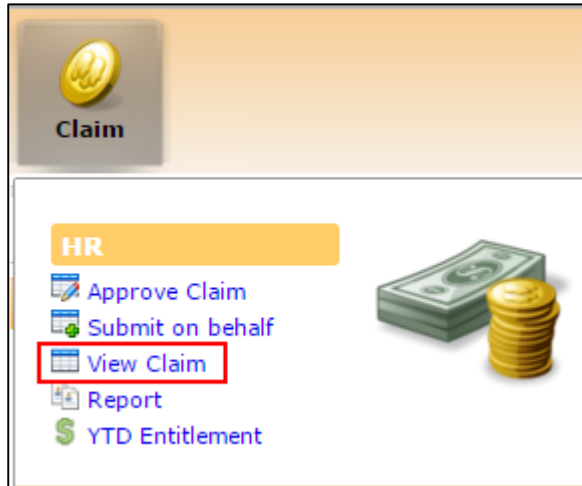 Claim
HR
Approve Claim
Submit on behalf
View Claim
Report
YTD Entitlement